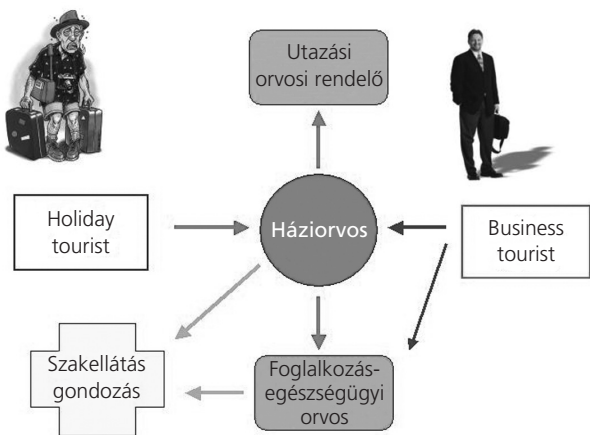 Utazási
orvosi rendelő
Holiday
tourist
Háziorvos
Business
tourist
Szakellátás
gondozás
Foglalkozás-
egészségügyi
orvos